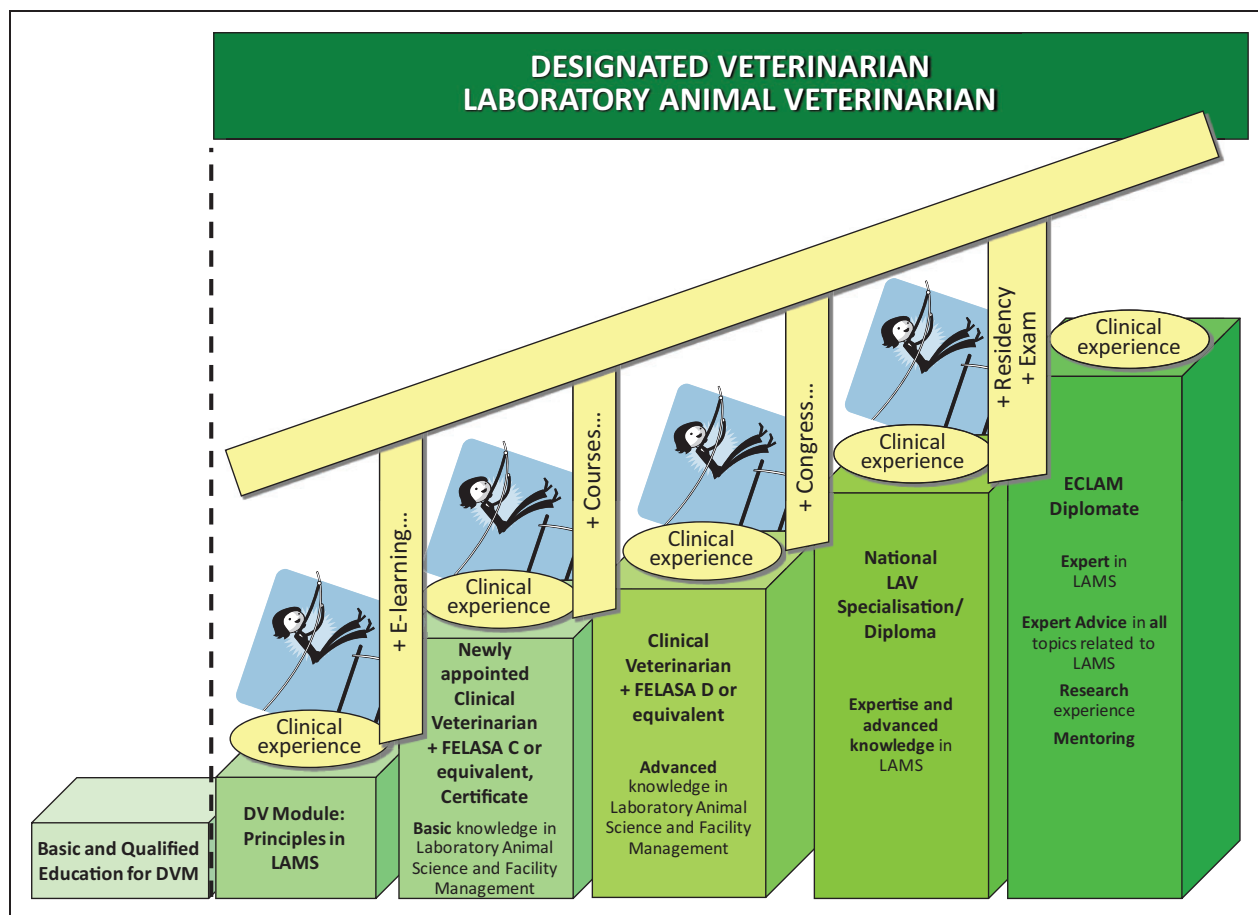 DESIGNATED VETERINARIAN
LABORATORY ANIMAL VETERINARIAN
Basic and Qualified
Education for DVM
Clinical
experience
DV Module:
Principles in
LAMS
+ E-learning...
Clinical
experience
Newly
appointed
Clinical
Veterinarian
+ FELASA C or
equivalent,
Certificate
Basic knowledge in
Laboratory Animal
Science and Facility
Management
+ Courses...
Clinical
experience
Clinical
Veterinarian
+ FELASA D or
equivalent
Advanced
knowledge in
Laboratory Animal
Science and Facility
Management
+ Congress...
Clinical
experience
National
LAV
Specialisation/
Diploma
Expertise and
advanced
knowledge in
LAMS
+ Residency
+ Exam
Clinical
experience
ECLAM
Diplomate
Expert in
LAMS
Expert Advice in all
topics related to
LAMS
Research
experience
Mentoring